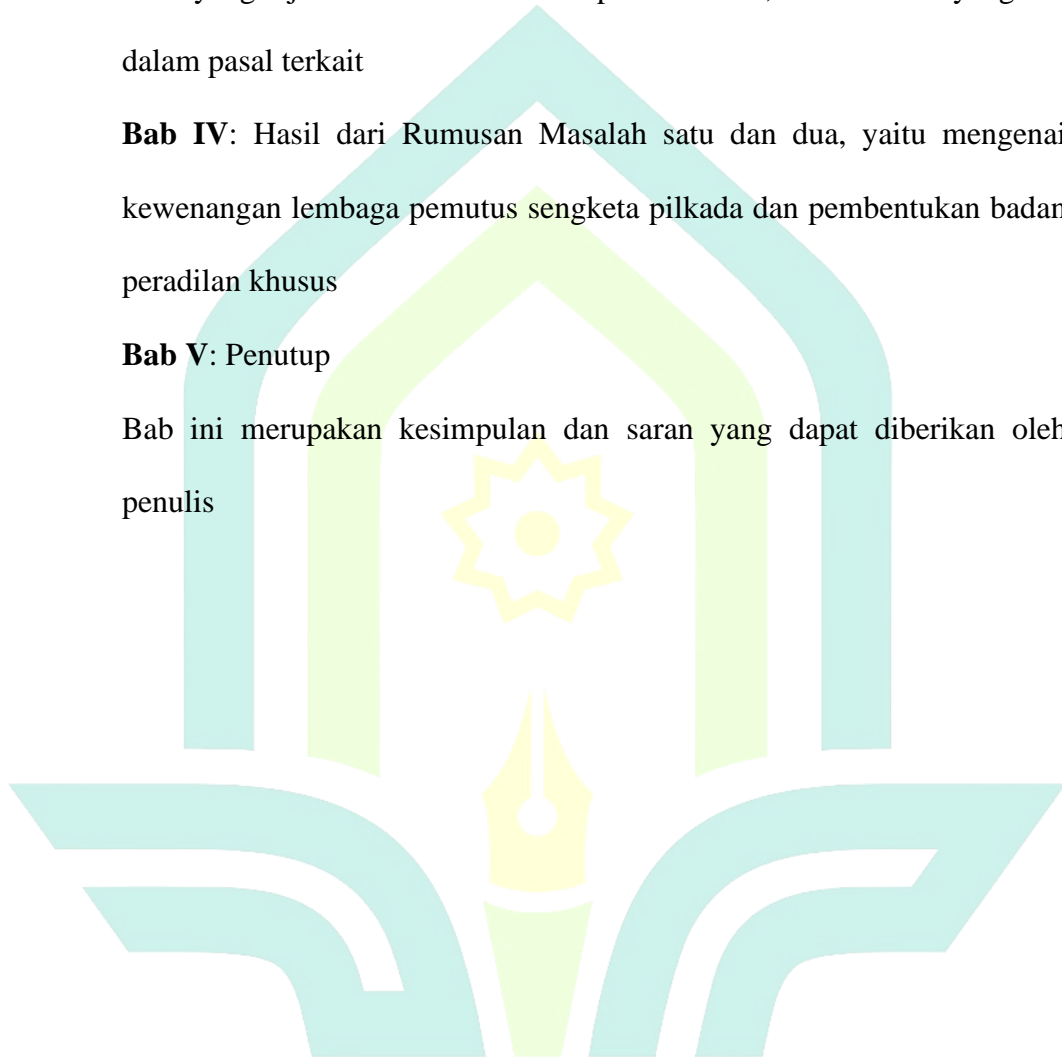 dalam pasal terkait
Bab IV: Hasil dari Rumusan Masalah satu dan dua, yaitu mengenai
kewenangan lembaga pemutus sengketa pilkada dan pembentukan badan
peradilan khusus
Bab V: Penutup
Bab ini merupakan kesimpulan dan saran yang dapat diberikan oleh
penulis